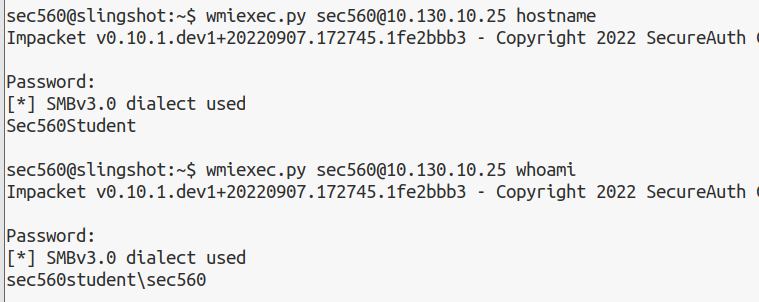 sec560@slingshot:~$ wmiexec.py sec560@10.130.10.25 hostname
Impacket v0.10.1.dev1+20220907.172745.1fe2bbb3 - Copyright 2022 SecureAuth
Password:
[*] SMBv3.0 dialect used
Sec560Student
sec560@slingshot:~$ wmiexec.py sec560@10.130.10.25 whoami
Impacket v0.10.1.dev1+20220907.172745.1fe2bbb3 - Copyright 2022 SecureAuth
Password:
[*] SMBv3.0 dialect used
sec560student\sec560